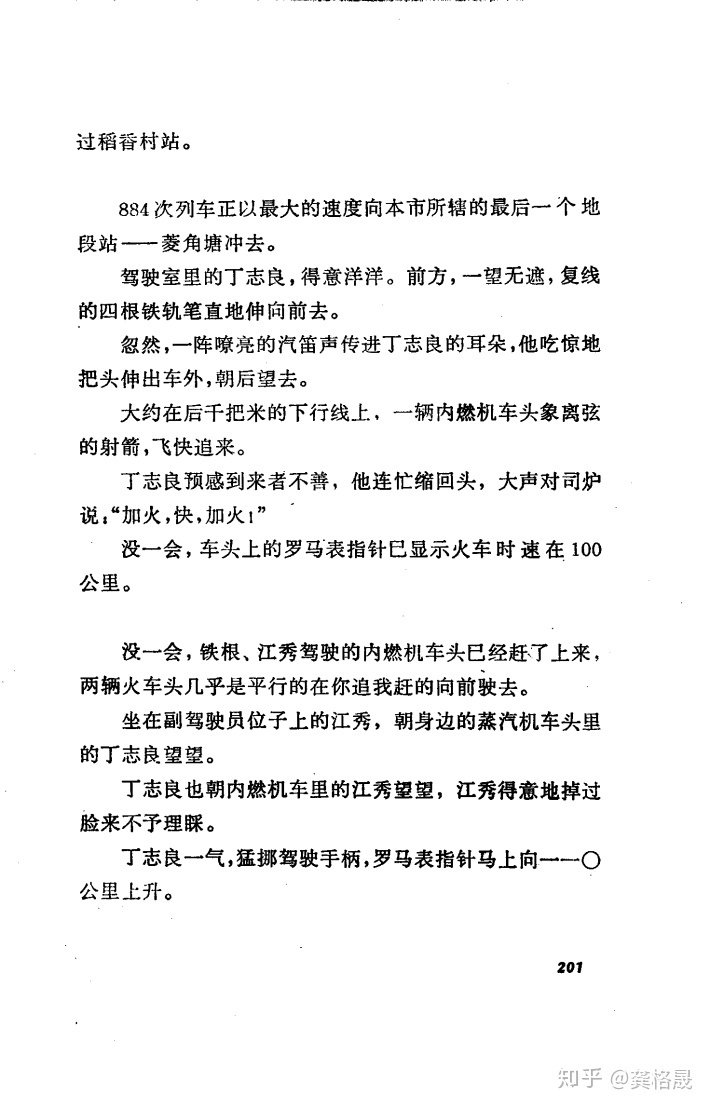 过稻香村站。
884次列车正以最大的速度向本市所辖的最后一个地
段站——菱角塘冲去。
驾驶室里的丁志良，得意洋洋。前方，一望无遮，复线
的四根铁轨笔直地伸向前去。
忽然，一阵嘹亮的汽笛声传进丁志良的耳朵，他吃惊地
把头伸出车外，朝后望去。
大约在后千把米的下行线上，一辆内燃机车头象离弦
的射箭，飞快追来。
丁志良预感到来者不善，他连忙缩回头，大声对司炉
说：“加火，快，加火！”
没一会，车头上的罗马表指针已显示火车时速在100
公里。
没一会，铁根、江秀驾驶的内燃机车头已经赶了上来，
两辆火车头几乎是平行的在你追我赶的向前驶去。
坐在副驾驶员位子上的江秀，朝身边的蒸汽机车头里
的丁志良望望。
丁志良也朝内燃机车里的江秀望望，江秀得意地掉过
脸来不予理睬。
丁志良一气，猛挪驾驶手柄，罗马表指针马上向一一〇
公里上升。
201
知乎 @龚格晟